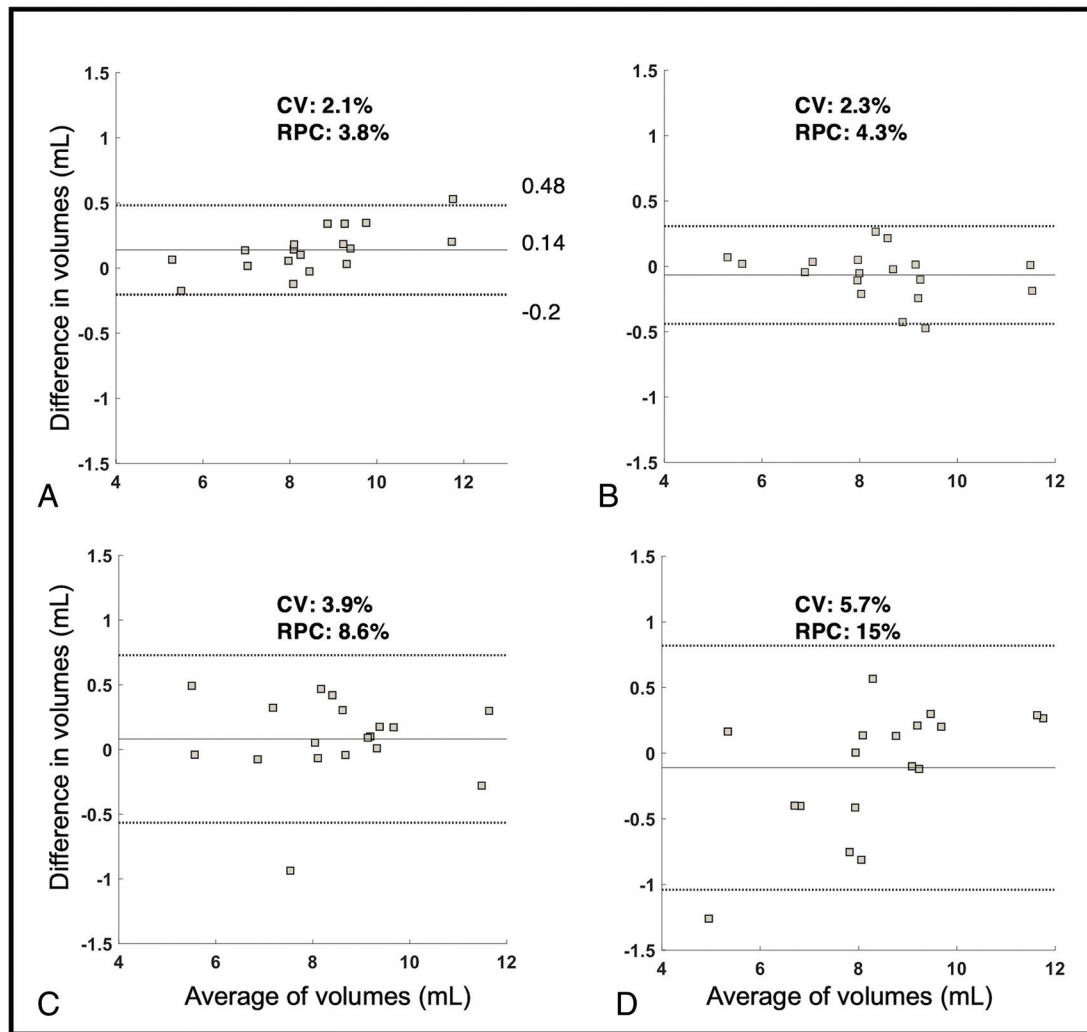 1.5
1
0.5
0
-0.5
-1
-1.5
Difference in volumes (mL)
CV: 2.1%
RPC: 3.8%
0.48
0.14
-0.2
4 6 8 10 12
A
1.5
1
0.5
0
-0.5
-1
-1.5
CV: 2.3%
RPC: 4.3%
4 6 8 10 12
B
1.5
1
0.5
0
-0.5
-1
-1.5
Difference in volumes (mL)
CV: 3.9%
RPC: 8.6%
4 6 8 10 12
C
Average of volumes (mL)
1.5
1
0.5
0
-0.5
-1
-1.5
CV: 5.7%
RPC: 15%
4 6 8 10 12
D
Average of volumes (mL)